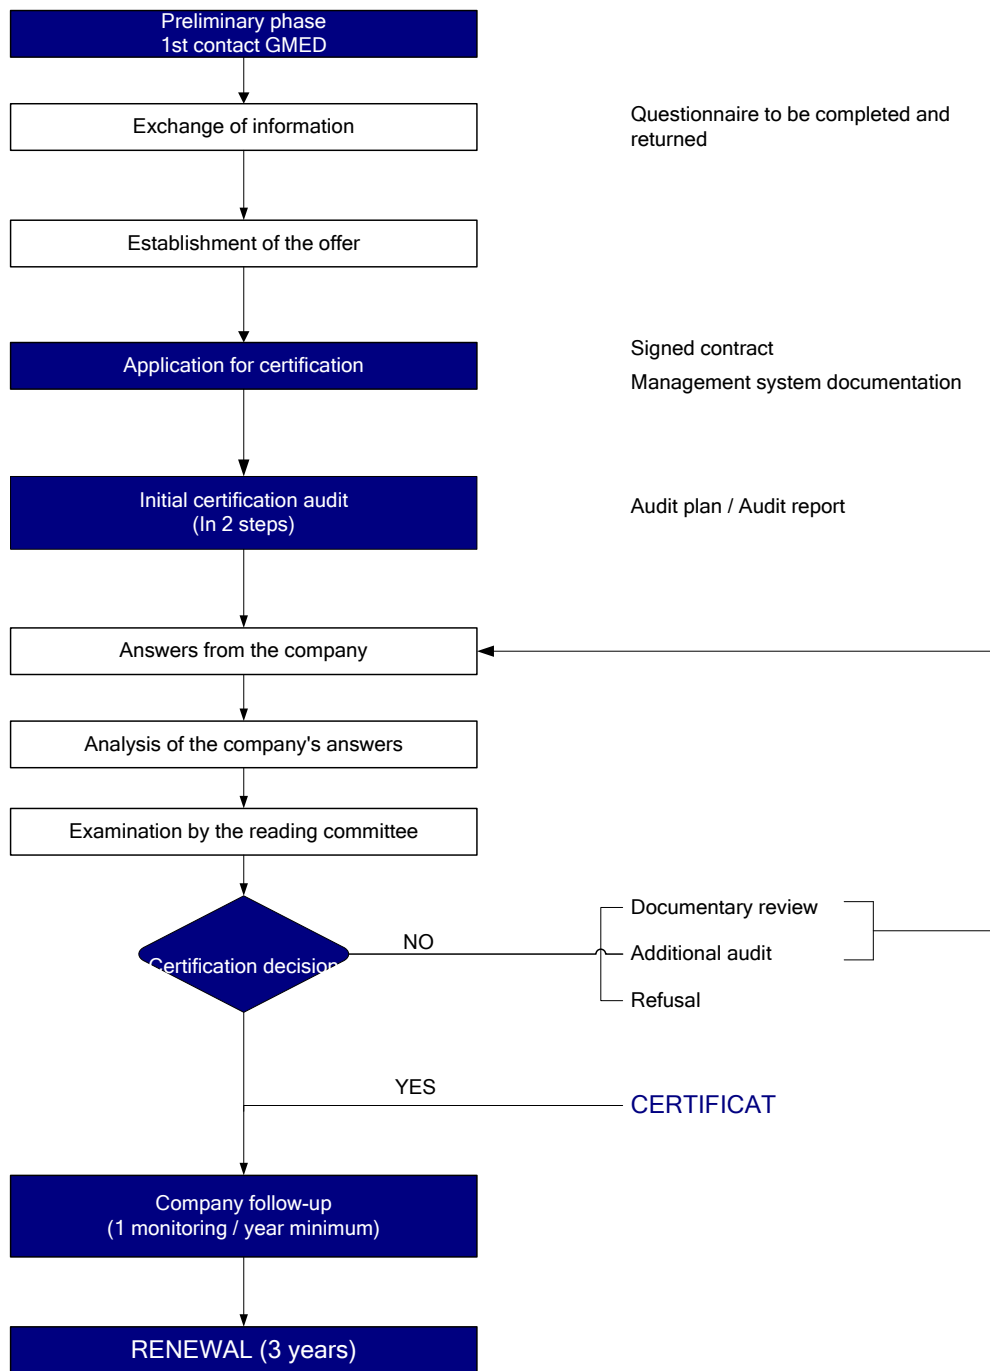 Preliminary phase
1st contact GMED
Exchange of information
Questionnaire to be completed and
returned
Establishment of the offer
Application for certification
Signed contract
Management system documentation
Initial certification audit
(In 2 steps)
Audit plan / Audit report
Answers from the company
Analysis of the company's answers
Examination by the reading committee
Certification decision
NO
Documentary review
Additional audit
Refusal
YES
CERTIFICAT
Company follow-up
(1 monitoring / year minimum)
RENEWAL (3 years)